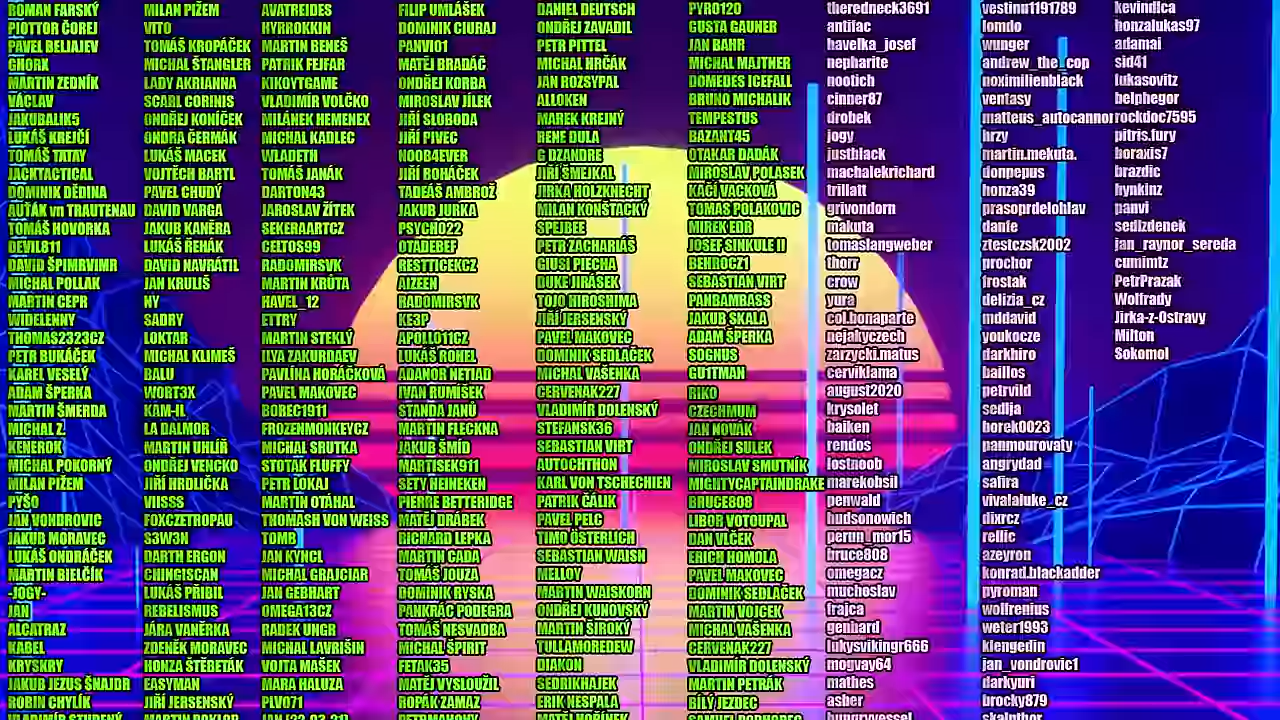 ROMAN FARSKÝ MILAN PIŽEM AVATREIDES FILIP UMLÁŠEK DANIEL DEUTSCH PYRO120 theredneck3691 vestinu1191789 kevindica
PJOTTOR ČOREJ VITO HYRROKKIN DOMINIK CIURAJ ONDŘEJ ZAVADIL GUSTA GAUNER antifac lomdo honzalukas97
PAVEL BELIAJEV TOMÁŠ KROPÁČEK MARTIN BENEŠ PANVIO1 PETR PITTEL JAN BAHR havelka_josef wunger adamai
GHORX MICHAL ŠTANGLER PATRIK FEJFAR MATĚJ BRADÁČ MICHAL HRČÁK MICHAL MAJTNER nepharite andrew_the_cop sid41
MARTIN ZEDNÍK LADY AKRIANNA KIKOYTGAME ONDŘEJ KORBA JAN ROZSYPAL DOMEDES ICEFALL nootich noximilienblack lukasovitz
VÁCLAV SCARL CORINIS VLADIMÍR VOLČKO MIROSLAV JÍLEK ALLOKEN BRUNO MICHALIK cinner87 ventasy belphegor
JAKUBALIK5 ONDŘEJ KONÍČEK MILÁNEK HEMENEX JIŘÍ SLOBODA MAREK KREJNÝ TEMPESTUS drobek matteus_autocannon rockdoc7595
LUKÁŠ KREJČÍ ONDRA ČERMÁK MICHAL KADLEC JIŘÍ PIVEC RENE DULA BAZANT45 jogy hrzy pitris.fury
TOMÁŠ TATAY LUKÁŠ MACEK WLADETH NOOB4EVER G DZANDRE OTAKAR DADÁK justblack martin.mekuta. boraxis7
JACKTACTICAL VOJTĚCH BARTL TOMÁŠ JANÁK JIŘÍ ROHÁČEK JIŘÍ ŠMEJKAL MIROSLAV POLASEK machalekrichard donpepus brazdic
DOMINIK DĚDINA PAVEL CHUDÝ DARTON43 TADEÁŠ AMBROŽ JIRKA HOLZKNECHT KÁČÍ VACKOVÁ trillatt honza39 hynkinz
AUŤÁK vn TRAUTENAU DAVID VARGA JAROSLAV ŽÍTEK JAKUB JURKA MILAN KONŠTACKÝ TOMAS POLAKOVIC grivondorn prasoprdelohlav panvi
TOMÁŠ HOVORKA JAKUB KANĚRA SEKERAARTCZ PSYCHO22 SPEJBEE MIREK EDR makuta danfe sedizdenek
DEVIL811 LUKÁŠ ŘEHÁK CELTOS99 OTADEBEF PETR ZACHARIÁŠ JOSEF SINKULE II tomaslangweber ztestczsk2002 jan_raynor_sereda
DAVID ŠPIMRVIMR DAVID NAVRÁTIL RADOMIRSVK RESTTICEKCZ GIUSI PIECHA BENROCZ1 thorr prochor cumimtz
MICHAL POLLAK JAN KRULIŠ MARTIN KRŮTA AIZEEN DUKE JIRÁSEK SEBASTIAN VIRT crow frostak PetrPrazak
MARTIN CEPR NY HAVEL_12 RADOMIRSVK TOJO HIROSHIMA PANBAMBASS yura delizia_cz Wolfrady
WIDELENNY SADRY ETTRY KE3P JIŘÍ JERSENSKÝ JAKUB SKALA col.bonaparte mddavid Jirka-z-Ostravy
THOMAS2323CZ LOKTAR MARTIN STEKLÝ APOLLO11CZ PAVEL MAKOVEC ADAM ŠPERKA nejakyczech youkocze Milton
PETR BUKÁČEK MICHAL KLIMEŠ ILYA ZAKURDAEV LUKÁŠ ROHEL DOMINIK SEDLAČEK SOGNUS zarzycki.matus darkhiro Sokomol
KAREL VESELÝ BALU PAVLÍNA HORÁČKOVÁ ADANOR NETIAD MICHAL VAŠENKA GU1TMAN cerviklama baillos
ADAM ŠPERKA WORT3X PAVEL MAKOVEC IVAN RUMIŠEK CERVENAK227 RIKO august2020 petrvild
MARTIN ŠMERDA KAM-IL BOREC1911 STANDA JANŮ VLADIMÍR DOLENSKÝ CZECHMUM krysolet sedlja
MICHAL Z. LA DALMOR FROZENMONKEYCZ MARTIN FLECKNA STEFANSK36 JAN NOVÁK baiken borek0023
KENEROK MARTIN UHLÍŘ MICHAL SRUTKA JAKUB ŠMÍD SEBASTIAN VIRT ONDŘEJ SULEK rendos panmourovaty
MICHAL POKORNÝ ONDŘEJ VENCKO STOTÁK FLUFFY MARTISEK911 AUTOCHTHON MIROSLAV SMUTNÍK lostnoob angrydad
MILAN PIŽEM JIŘÍ HRDLIČKA PETR LOKAJ SETY HEINEKEN KARL VON TSCHECHIEN MIGHTYCAPTAINDRAKE marekobsil safira
PÝŠO VIISSS MARTIN OTÁHAL PIERRE BETTERIDGE PATRIK ČÁLIK BRUCE808 penwald vivalaluke_cz
JAN VONDROVIC FOXCZETROPAU THOMASH VON WEISS MATĚJ DRÁBEK PAVEL PELC LIBOR VOTOUPAL hudsonowich dixrcz
JAKUB MORAVEC S3W3N TOMB RICHARD LEPKA TIMO ÖSTERLICH DAN VLČEK perun_mor15 rellic
LUKÁŠ ONDRÁČEK DARTH ERGON JAN KYNCL MARTIN CADA SEBASTIAN WAISN ERICH HOMOLA bruce808 azeyron
MARTIN BIELČÍK CHINGISCAN MICHAL GRAJCIAR TOMÁŠ JOUZA MELLOY PAVEL MAKOVEC omegacz konrad.blackadder
-JOGY- LUKÁŠ PŘIBIL JAN GEBHART DOMINIK RYSKA MARTIN WAISKORN DOMINIK SEDLAČEK muchoslav pyroman
JAN REBELISMUS OMEGA13CZ PANKRÁC PODEGRA ONDŘEJ KUNOVSKÝ MARTIN VOJCEK frajca wolfrenius
ALCATRAZ JÁRA VANĚRKA RADEK UNGR TOMÁŠ NESVADBA MARTIN ŠIROKÝ MICHAL VAŠENKA genhard weter1993
KABEL ZDENĚK MORAVEC MICHAL LAVRIŠIN MICHAL ŠPIRIT TULLAMOREDEW CERVENAK227 lukysvikingr666 klengedin
KRYSKRY HONZA ŠTĚBETÁK VOJTA MAŠEK FETAK35 DIAKON VLADIMÍR DOLENSKÝ mogvay64 jan_vondrovic1
JAKUB JEZUS ŠNAJDR EASYMAN MARA HALUZA MATĚJ VYSLOUŽIL SEDRIKHAJEK MARTIN PETRÁK mathes darkyuri
ROBIN CHYLÍK JIŘÍ JERSENSKÝ PLVO71 ROPÁK ZAMAZ ERIK NESPALA BÍLÝ JEZDEC asher brocky879